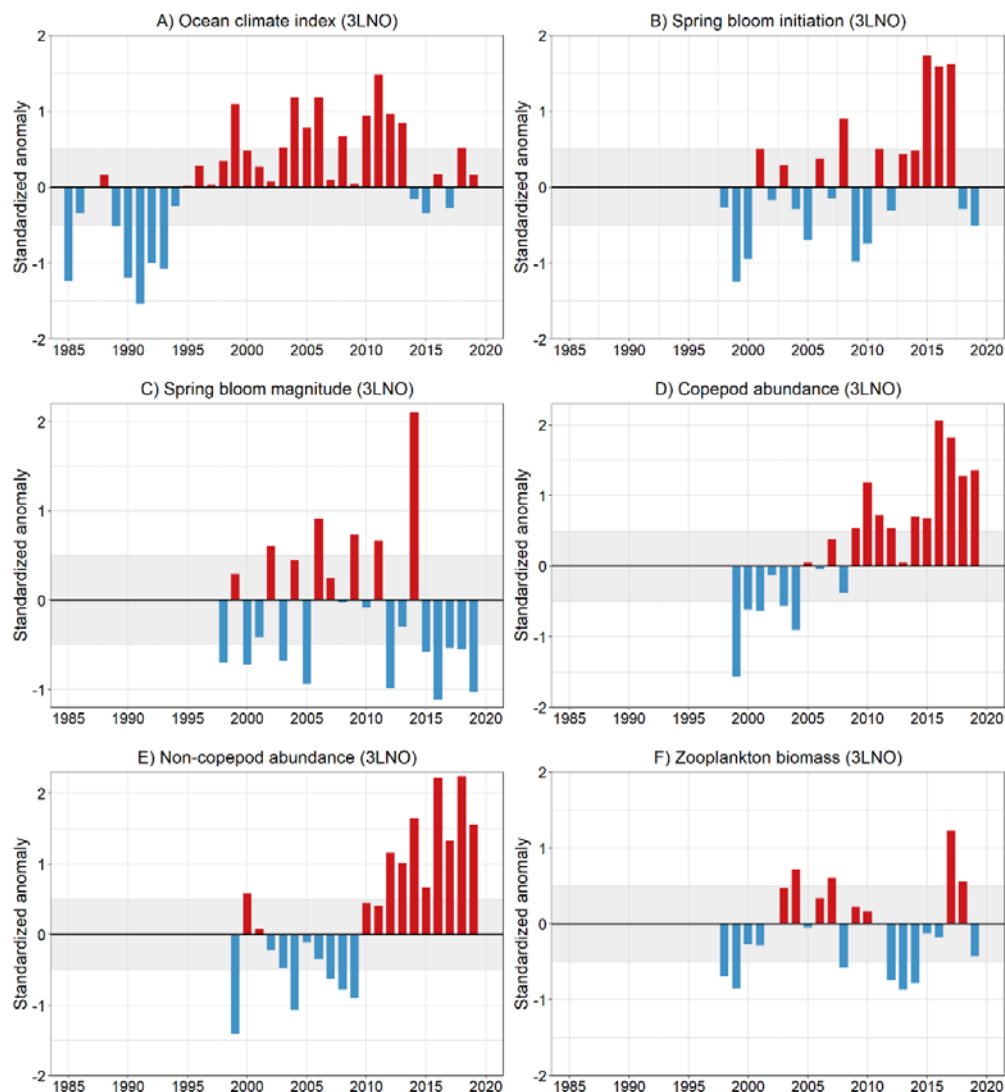 A) Ocean climate index (3LNO)
Standardized anomaly
2
1
0
-1
-2
1985 1990 1995 2000 2005 2010 2015 2020
B) Spring bloom initiation (3LNO)
Standardized anomaly
2
1
0
-1
-2
1985 1990 1995 2000 2005 2010 2015 2020
C) Spring bloom magnitude (3LNO)
Standardized anomaly
2
1
0
-1
1985 1990 1995 2000 2005 2010 2015 2020
D) Copepod abundance (3LNO)
Standardized anomaly
2
1
0
-1
-2
1985 1990 1995 2000 2005 2010 2015 2020
E) Non-copepod abundance (3LNO)
Standardized anomaly
2
1
0
-1
-2
1985 1990 1995 2000 2005 2010 2015 2020
F) Zooplankton biomass (3LNO)
Standardized anomaly
2
1
0
-1
-2
1985 1990 1995 2000 2005 2010 2015 2020